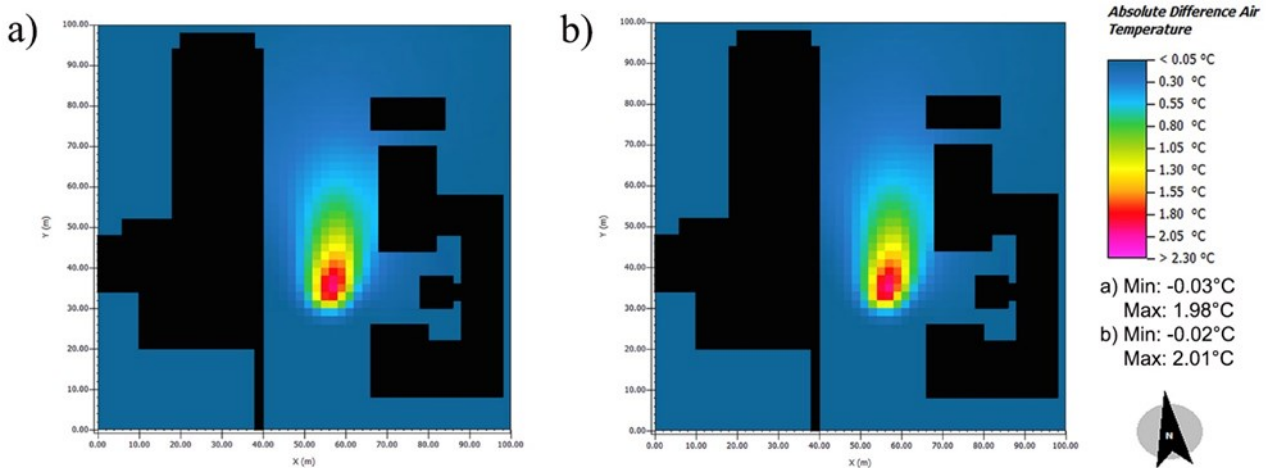 a)
100.00
90.00
80.00
70.00
60.00
50.00
40.00
30.00
20.00
10.00
0.00
Y (m)
0.00 10.00 20.00 30.00 40.00 50.00 60.00 70.00 80.00 90.00 100.00
X (m)
b)
100.00
90.00
80.00
70.00
60.00
50.00
40.00
30.00
20.00
10.00
0.00
Y (m)
0.00 10.00 20.00 30.00 40.00 50.00 60.00 70.00 80.00 90.00 100.00
X (m)
Absolute Difference Air
Temperature
< 0.05 °C
0.30 °C
0.55 °C
0.80 °C
1.05 °C
1.30 °C
1.55 °C
1.80 °C
2.05 °C
> 2.30 °C
a) Min: -0.03°C
Max: 1.98°C
b) Min: -0.02°C
Max: 2.01°C
N